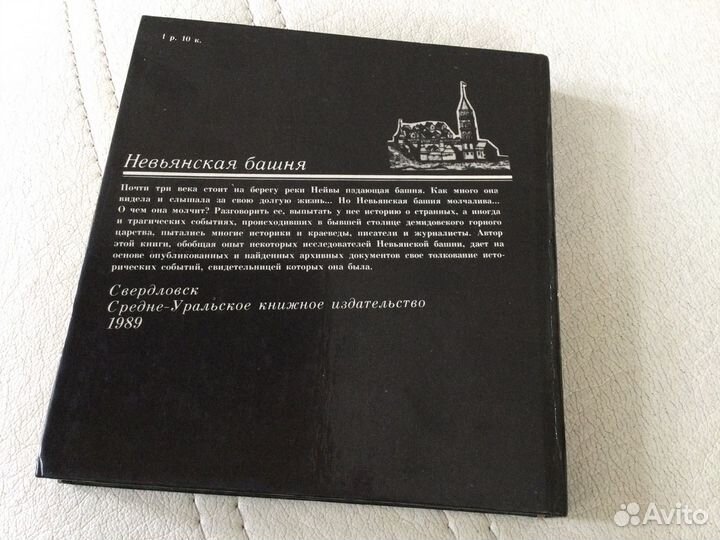 1 р. 10 к.
Невьянская башня
Почти три века стоит на берегу реки Нейвы падающая башня. Как много она
видела и слышала за свою долгую жизнь... Но Невьянская башня молчалива...
О чем она молчит? Разговорить ее, выпытать у нее историю о странных, а иногда
и трагических событиях, происходивших в бывшей столице демидовского горного
царства, пытались многие историки и краеведы, писатели и журналисты. Автор
этой книги, обобщая опыт некоторых исследователей Невьянской башни, дает на
основе опубликованных и найденных архивных документов свое толкование исто-
рических событий, свидетельницей которых она была.
Свердловск
Средне-Уральское книжное издательство
1989
Avito